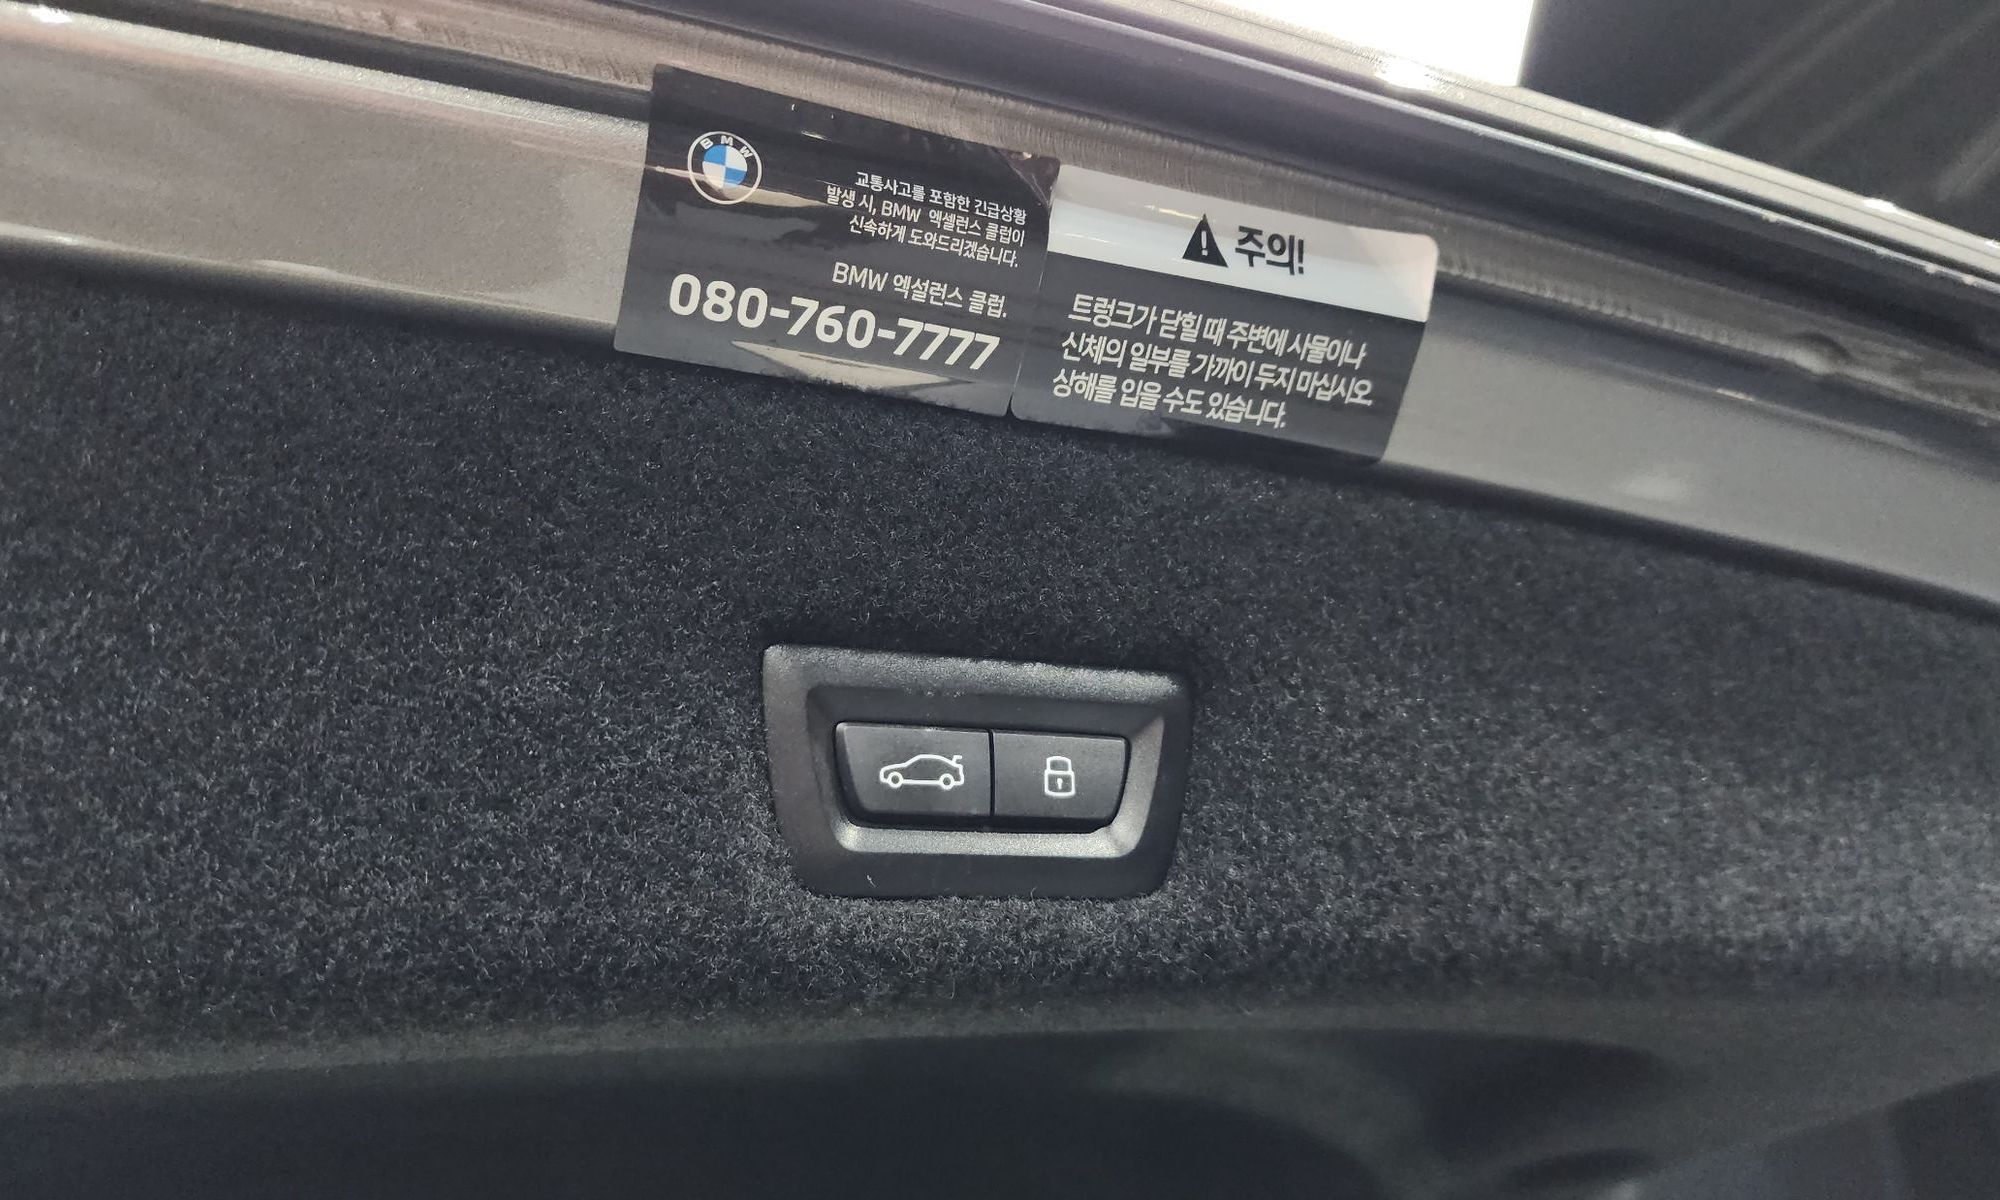 BMW
교통사고를 포함한 긴급상황
발생 시, BMW 엑셀런스 클럽이
신속하게 도와드리겠습니다.
BMW 엑설런스 클럽.
080-760-7777
주의!
트렁크가 닫힐 때 주변에 사물이나
신체의 일부를 가까이 두지 마십시오.
상해를 입을 수도 있습니다.